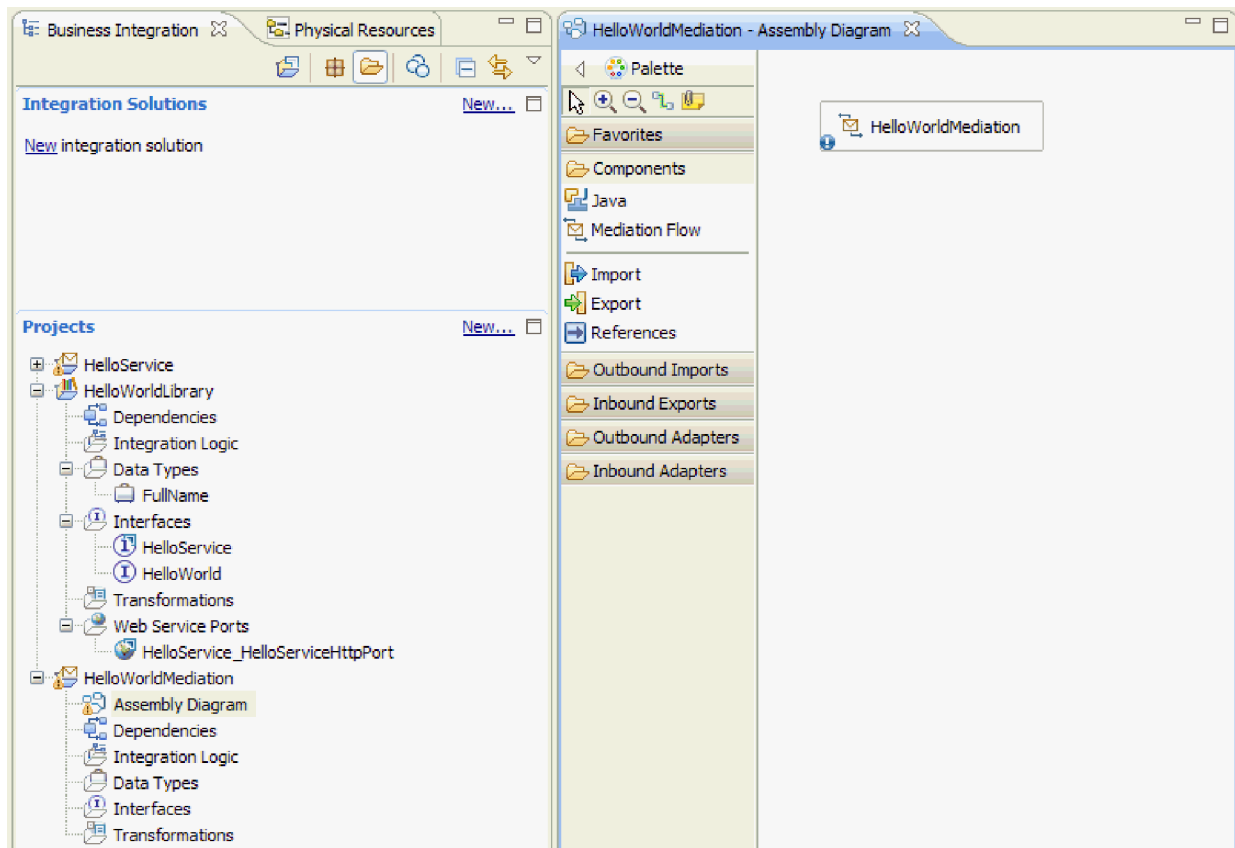 Business Integration
Physical Resources
Integration Solutions
New...
New integration solution
Projects
New...
HelloService
HelloWorldLibrary
Dependencies
Integration Logic
Data Types
FullName
Interfaces
HelloService
HelloWorld
Transformations
Web Service Ports
HelloService_HelloServiceHttpPort
HelloWorldMediation
Assembly Diagram
Dependencies
Integration Logic
Data Types
Interfaces
Transformations
HelloWorldMediation - Assembly Diagram
Palette
Favorites
Components
Java
Mediation Flow
Import
Export
References
Outbound Imports
Inbound Exports
Outbound Adapters
Inbound Adapters
HelloWorldMediation